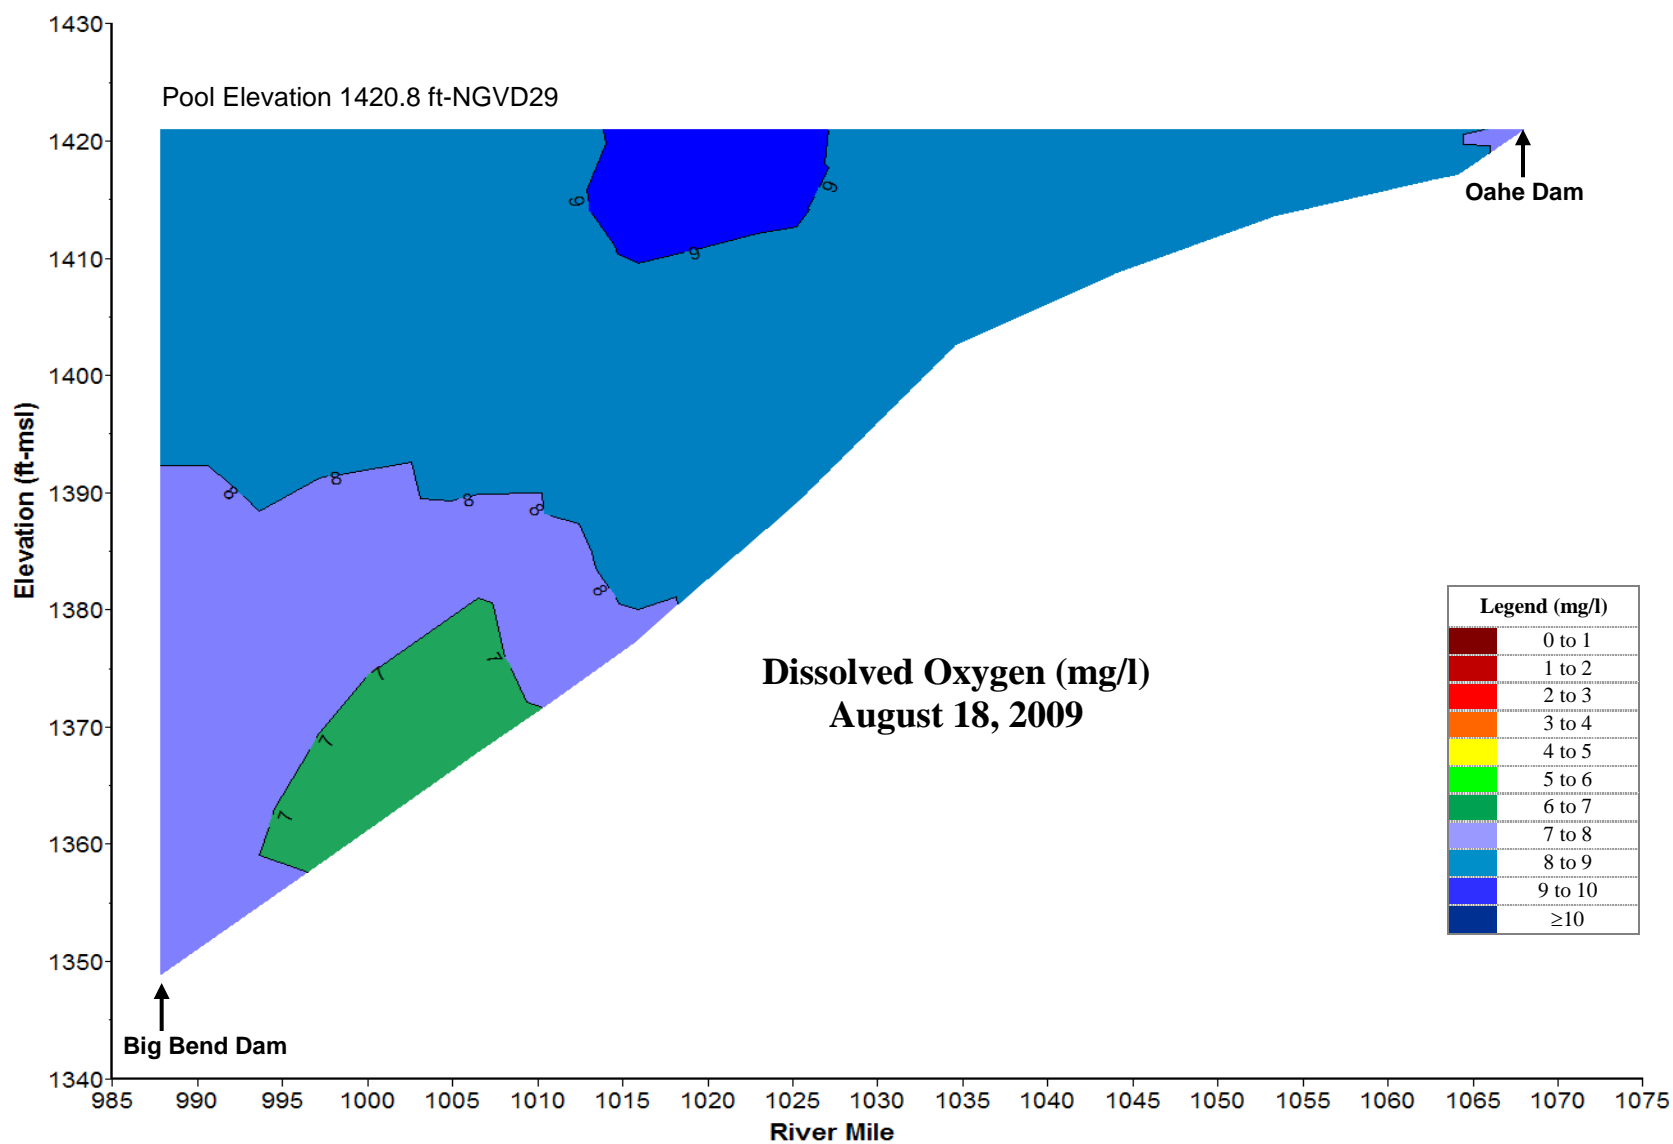 1430
Pool Elevation 1420.8 ft-NGVD29
1420
Oahe Dam
9
9
9
1410
1400
Elevation (ft-msl)
1390
8
8
8
8
8
1380
7
7
7
7
1370
1360
1350
1340
Dissolved Oxygen (mg/l)
August 18, 2009
Legend (mg/l)
0 to 1
1 to 2
2 to 3
3 to 4
4 to 5
5 to 6
6 to 7
7 to 8
8 to 9
9 to 10
≥10
Big Bend Dam
985 990 995 1000 1005 1010 1015 1020 1025 1030 1035 1040 1045 1050 1055 1060 1065 1070 1075
River Mile